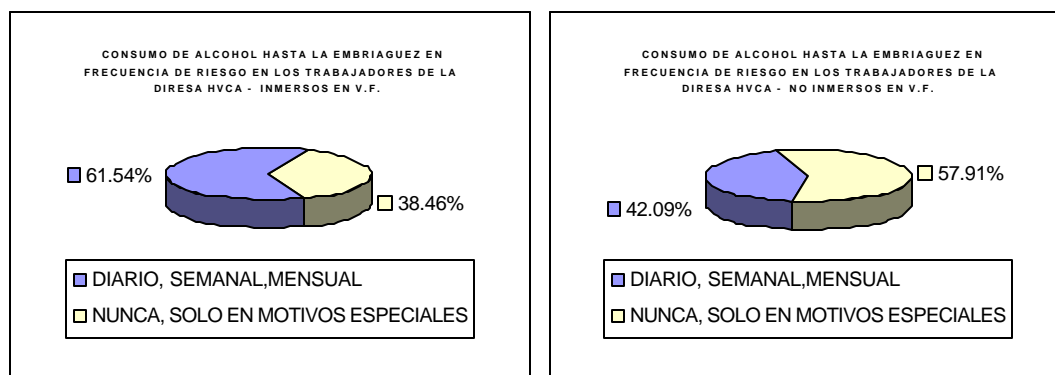 CONSUMO DE ALCOHOL HASTA LA EMBRIAGUEZ EN
FRECUENCIA DE RIESGO EN LOS TRABAJADORES DE LA
DIRESA HVCA - INMERSOS EN V.F.
61.54%
38.46%
DIARIO, SEMANAL,MENSUAL
NUNCA, SOLO EN MOTIVOS ESPECIALES
CONSUMO DE ALCOHOL HASTA LA EMBRIAGUEZ EN
FRECUENCIA DE RIESGO EN LOS TRABAJADORES DE LA
DIRESA HVCA - NO INMERSOS EN V.F.
57.91%
42.09%
DIARIO, SEMANAL,MENSUAL
NUNCA, SOLO EN MOTIVOS ESPECIALES